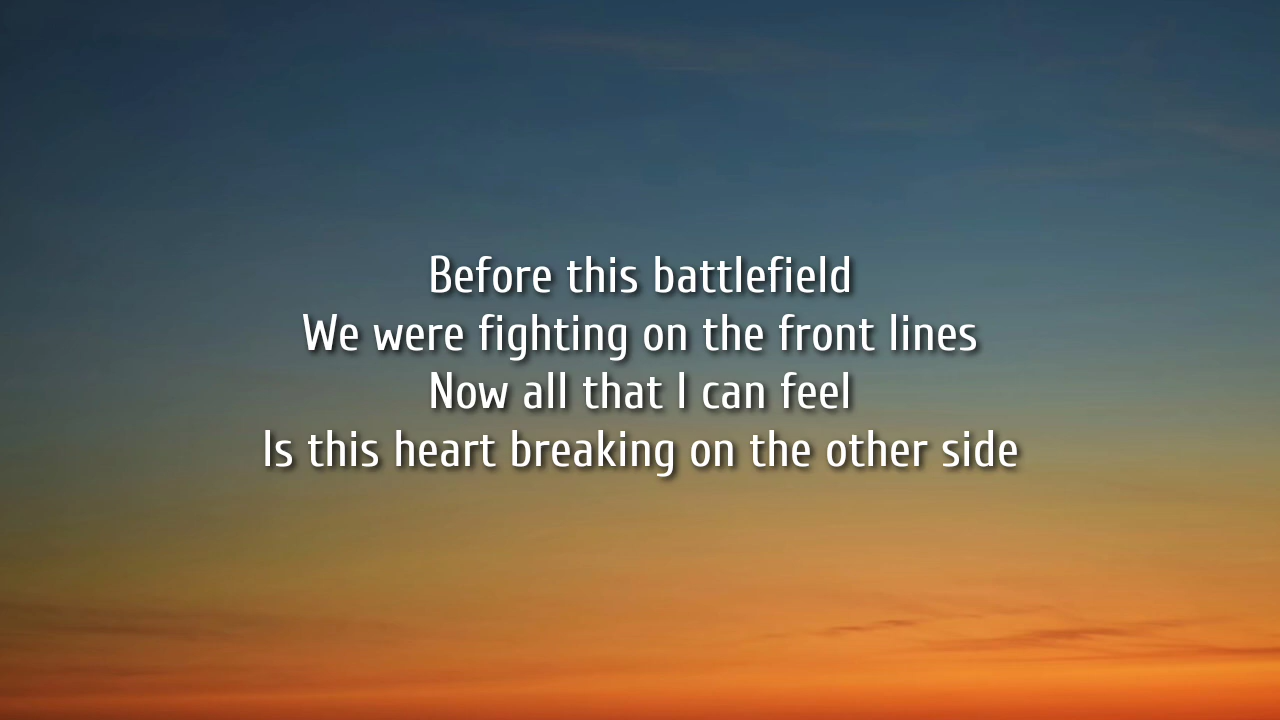 Before this battlefield
We were fighting on the front lines
Now all that I can feel
Is this heart breaking on the other side